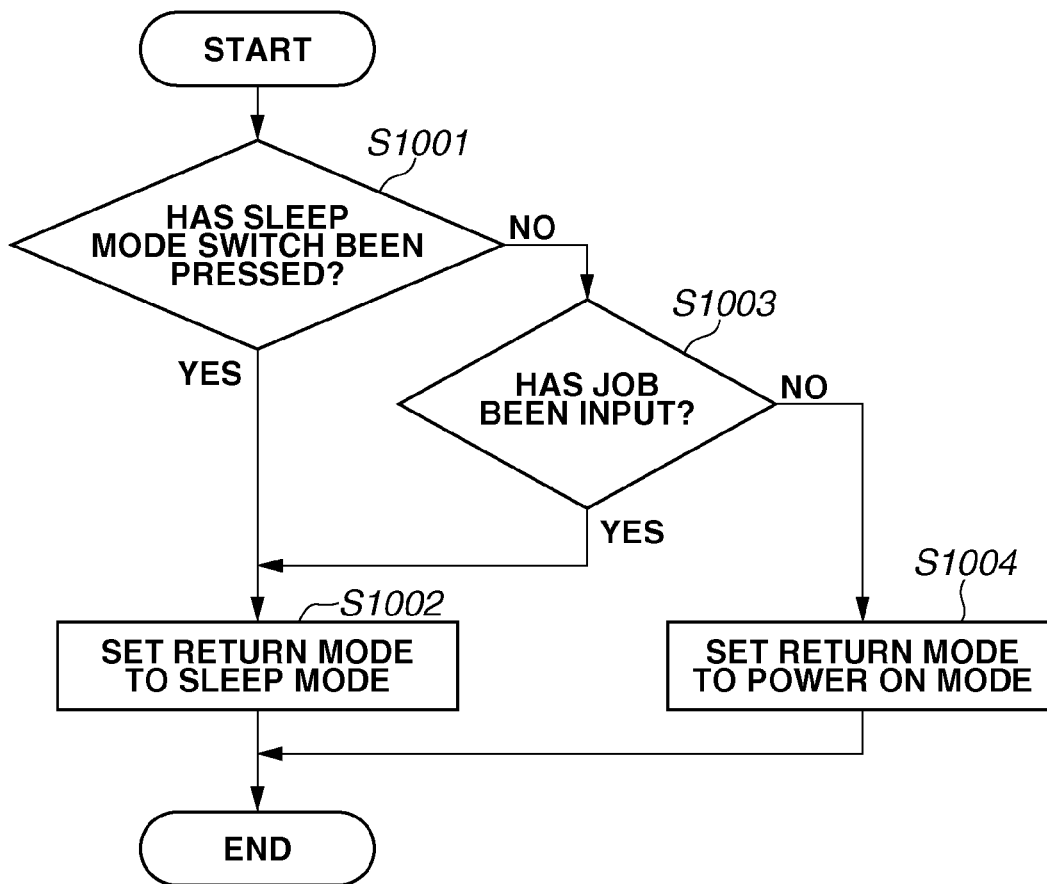 START
S1001
HAS SLEEP
MODE SWITCH BEEN
PRESSED?
NO
YES
S1003
HAS JOB
BEEN INPUT?
NO
YES
S1002
SET RETURN MODE
TO SLEEP MODE
S1004
SET RETURN MODE
TO POWER ON MODE
END